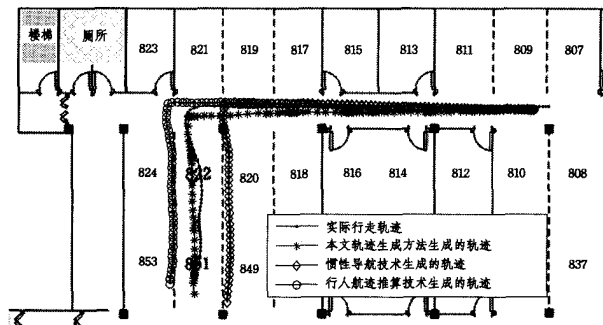 楼梯 厕所 823 821 819 817 815 813 811 809 807
824 822 820 818 816 814 812 810 808
实际行走轨迹
本文轨迹生成方法生成的轨迹
惯性导航技术生成的轨迹
行人航迹推算技术生成的轨迹
853 849 837